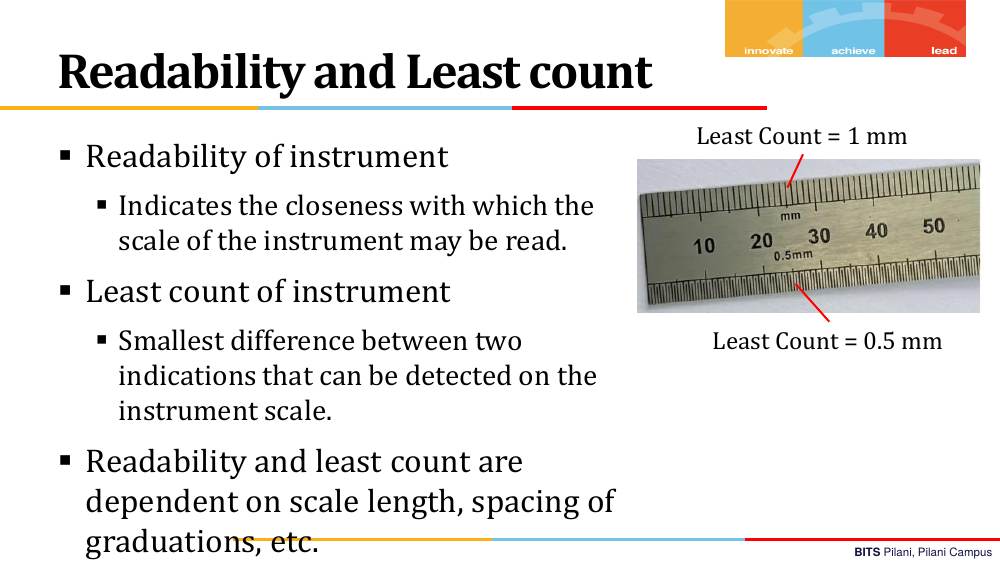 innovate achieve lead
Readability and Least count
▪ Readability of instrument
▪ Indicates the closeness with which the
scale of the instrument may be read.
▪ Least count of instrument
▪ Smallest difference between two
indications that can be detected on the
instrument scale.
▪ Readability and least count are
dependent on scale length, spacing of
graduations, etc.
Least Count = 1 mm
mm
10 20 30 40 50
0.5mm
Least Count = 0.5 mm
BITS Pilani, Pilani Campus